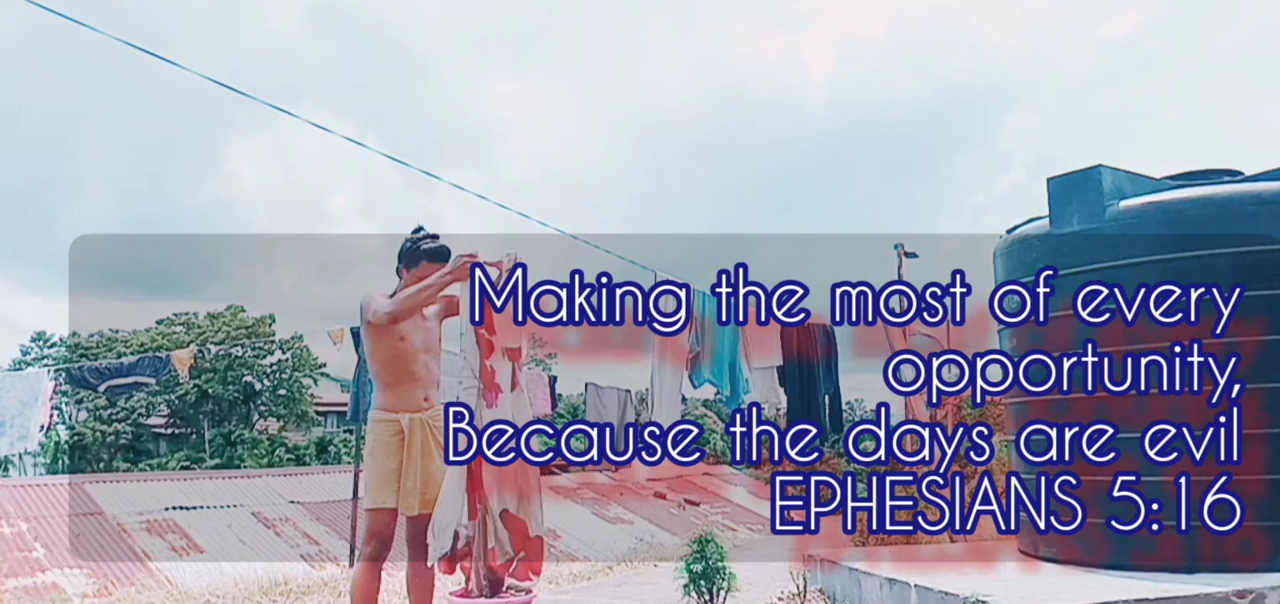 Making the most of every
opportunity,
Because the days are evil
EPHESIANS 5:16